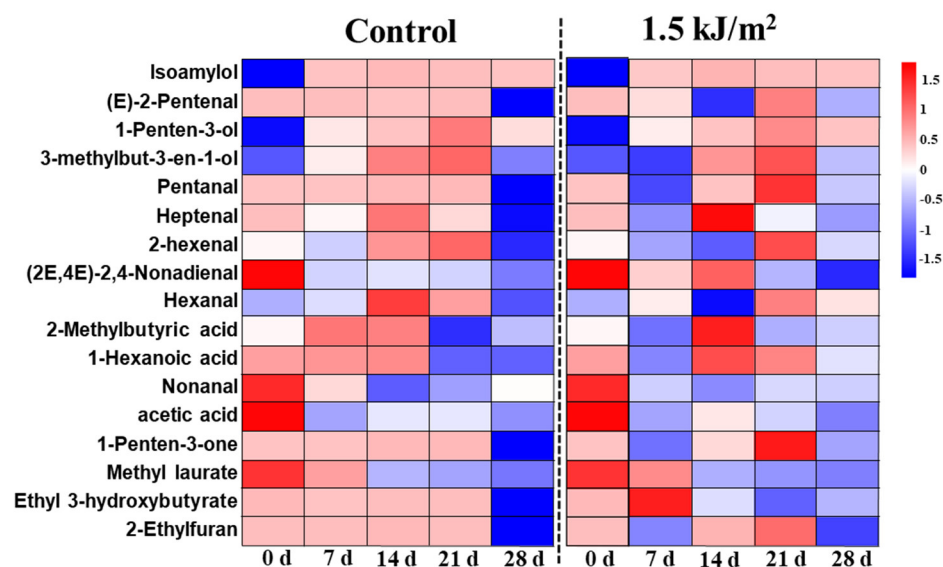 Control
1.5 kJ/m²
Isoamylol
(E)-2-Pentenal
1-Penten-3-ol
3-methylbut-3-en-1-ol
Pentanal
Heptenal
2-hexenal
(2E,4E)-2,4-Nonadienal
Hexanal
2-Methylbutyric acid
1-Hexanoic acid
Nonanal
acetic acid
1-Penten-3-one
Methyl laurate
Ethyl 3-hydroxybutyrate
2-Ethylfuran
0 d 7 d 14 d 21 d 28 d
0 d 7 d 14 d 21 d 28 d
1.5
1
0.5
0
-0.5
-1
-1.5